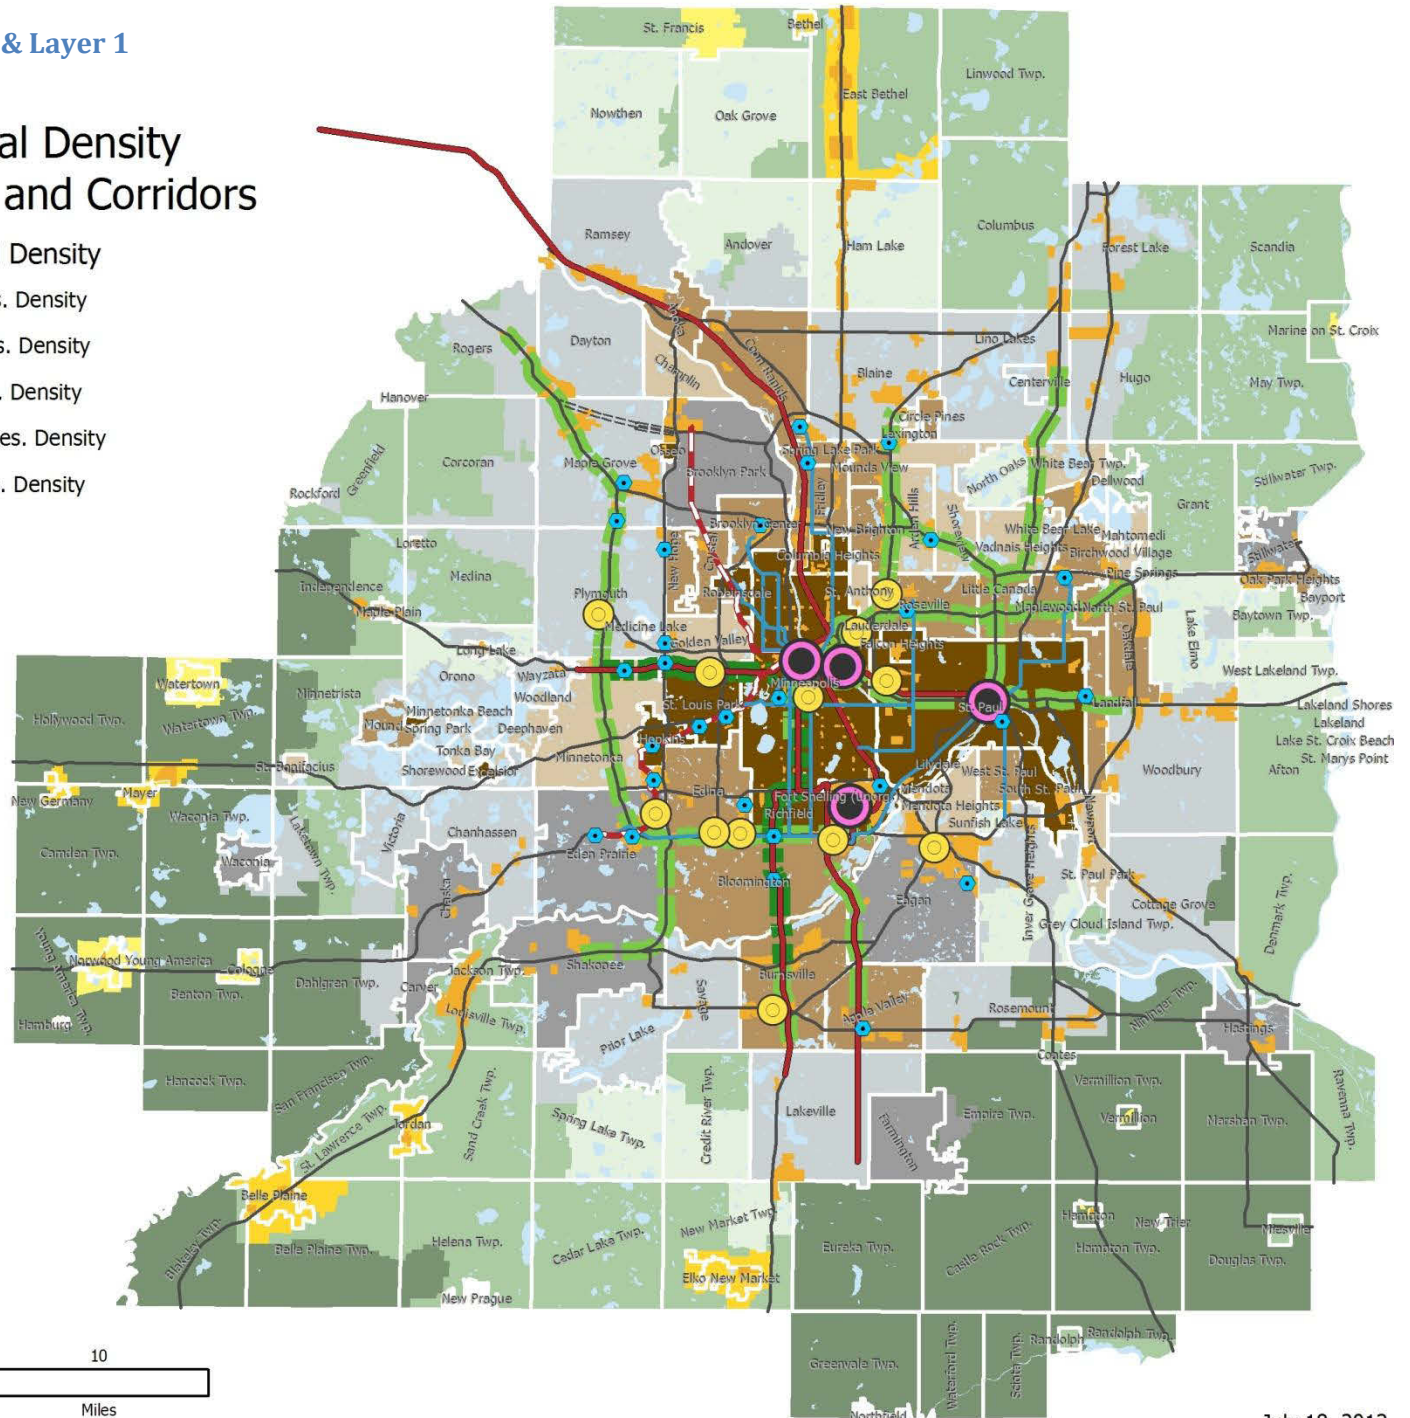 & Layer 1
al Density
and Corridors
Density
s. Density
s. Density
. Density
es. Density
. Density
St. Francis
Bethel
Linwood Twp.
East Bethel
Nowthen
Oak Grove
Columbus
Ramsey
Andover
Ham Lake
Forest Lake
Scandia
Marine on St. Croix
Dayton
Rogers
Anoka
Coon Rapids
Lino Lakes
Champlin
Blaine
Centerville
Hugo
May Twp.
Hanover
Circle Pines
Lexington
Greenfield
Corcoran
Maple Grove
Osseo
Brooklyn Park
Spring Lake Park
Mounds View
North Oaks
White Bear Twp.
Dellwood
Stillwater Twp.
Rockford
Fridley
Grant
Brooklyn Center
New Brighton
Arden Hills
Shoreview
White Bear Lake
Mahtomedi
Loretto
New Hope
Crystal
Columbia Heights
Vadnais Heights
Birchwood Village
Stillwater
Independence
Medina
Pine Springs
Oak Park Heights
Maple Plain
Plymouth
Robbinsdale
St. Anthony
Roseville
Little Canada
Maplewood
North St. Paul
Bayport
Baytown Twp.
Medicine Lake
Golden Valley
Lauderdale
Falcon Heights
Oakdale
Lake Elmo
Long Lake
West Lakeland Twp.
Watertown
Orono
Wayzata
Woodland
Minneapolis
Hollywood Twp.
Watertown Twp.
Minnetrista
Minnetonka Beach
St. Louis Park
St. Paul
Landfall
Lakeland Shores
Mound
Spring Park
Deephaven
Lakeland
Tonka Bay
Hopkins
Lake St. Croix Beach
St. Bonifacius
Shorewood
Excelsior
Minnetonka
Lilydale
West St. Paul
Woodbury
Afton
St. Marys Point
New Germany
Mayer
Edina
Fort Snelling (unorg.)
Mendota
South St. Paul
Richfield
Mendota Heights
Newport
Waconia Twp.
Laketown Twp.
Victoria
Chanhassen
Sunfish Lake
Camden Twp.
Waconia
Eden Prairie
Bloomington
Inver Grove Heights
St. Paul Park
Chaska
Eagan
Cottage Grove
Denmark Twp.
Grey Cloud Island Twp.
Young America Twp.
Norwood Young America
Cologne
Jackson Twp.
Shakopee
Burnsville
Benton Twp.
Dahlgren Twp.
Carver
Savage
Apple Valley
Rosemount
Nininger Twp.
Hamburg
Louisville Twp.
Prior Lake
Hastings
Coates
Hancock Twp.
San Francisco Twp.
Sand Creek Twp.
Credit River Twp.
Vermillion Twp.
Ravenna Twp.
St. Lawrence Twp.
Jordan
Spring Lake Twp.
Lakeville
Farmington
Empire Twp.
Vermillion
Marshan Twp.
Belle Plaine
New Market Twp.
Hampton
New Trier
Miesville
Blakeley Twp.
Belle Plaine Twp.
Helena Twp.
Cedar Lake Twp.
Eureka Twp.
Castle Rock Twp.
Hampton Twp.
Douglas Twp.
Elko New Market
New Prague
Greenvale Twp.
Waterford Twp.
Sciota Twp.
Randolph
Randolph Twp.
Northfield
10
Miles